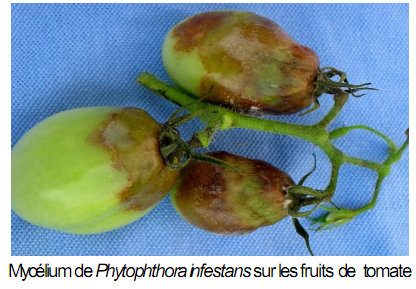 Mycélium de Phytophthora infestans sur les fruits de tomate